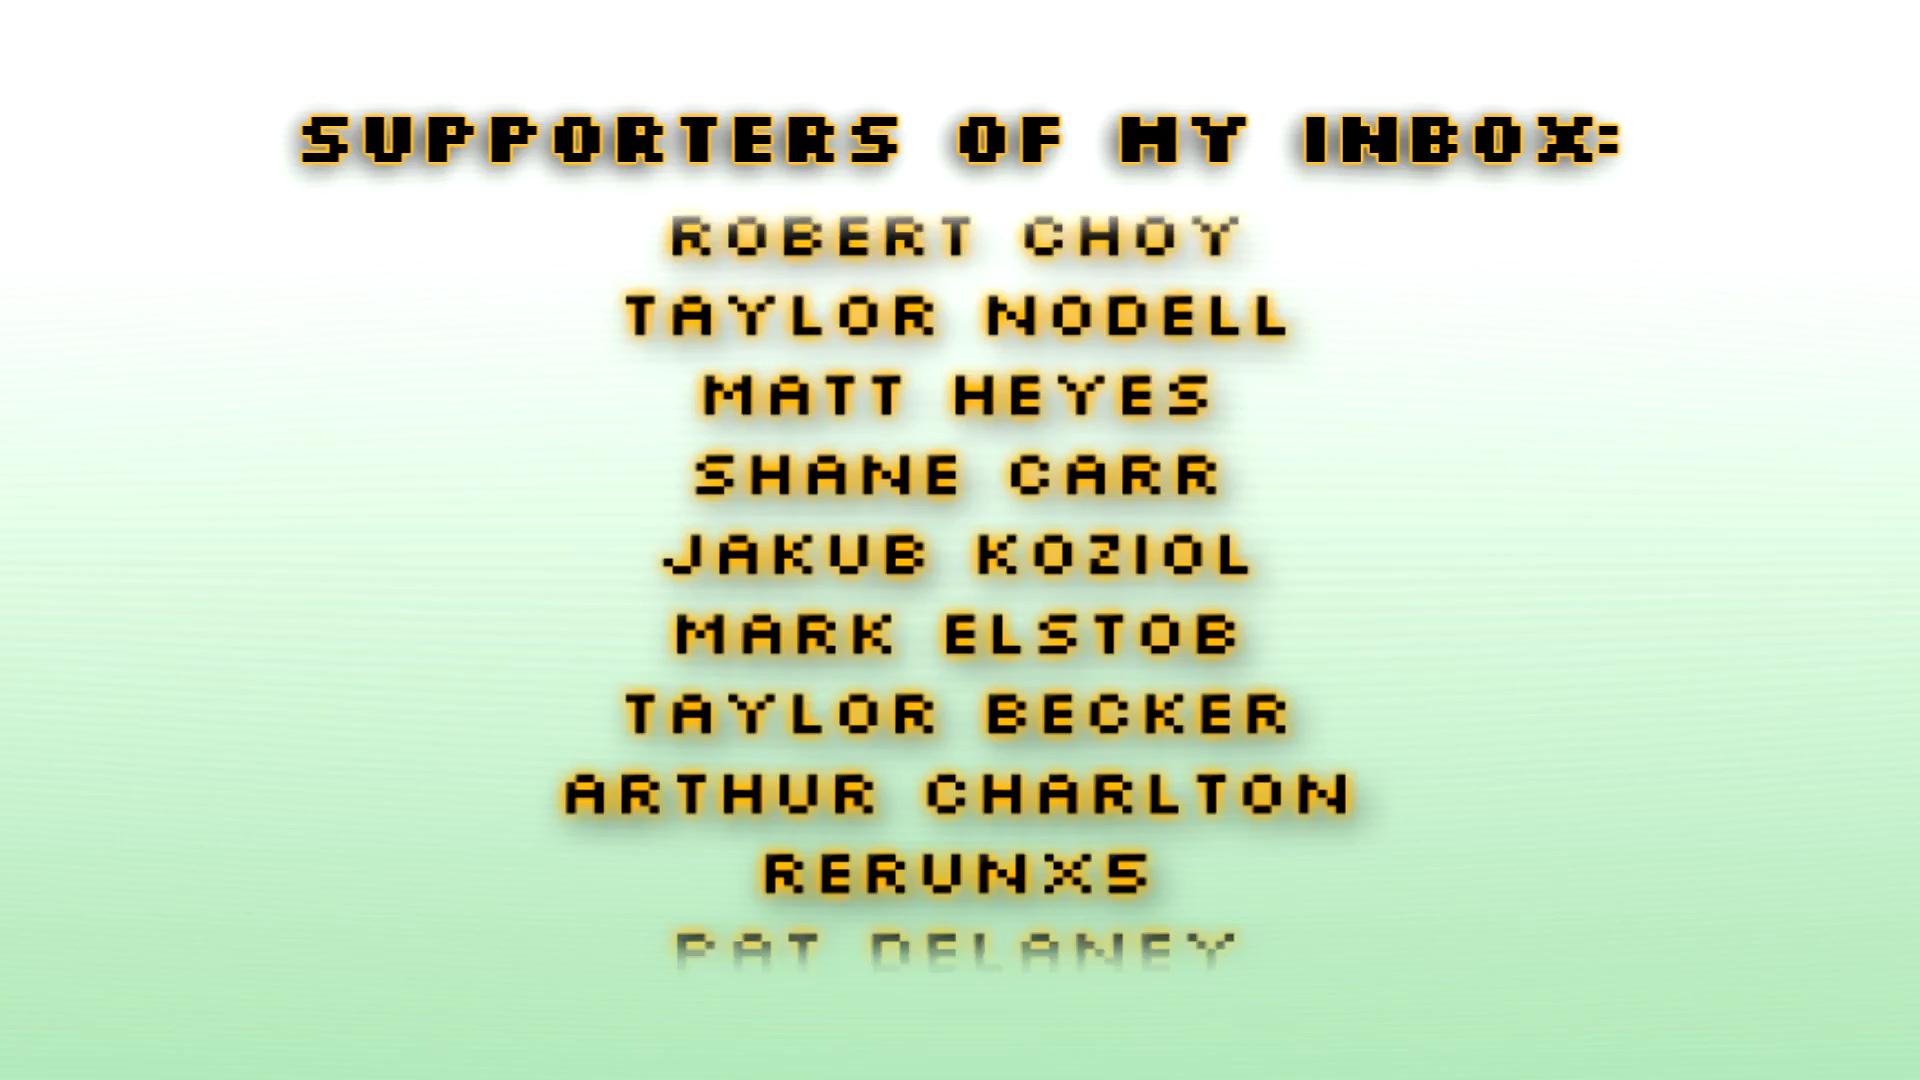 SUPPORTERS OF MY INBOX:
ROBERT CHOY
TAYLOR NODELL
MATT HEYES
SHANE CARR
JAKUB KOZIOL
MARK ELSTOB
TAYLOR BECKER
ARTHUR CHARLTON
RERUNX5
PAT DELANEY